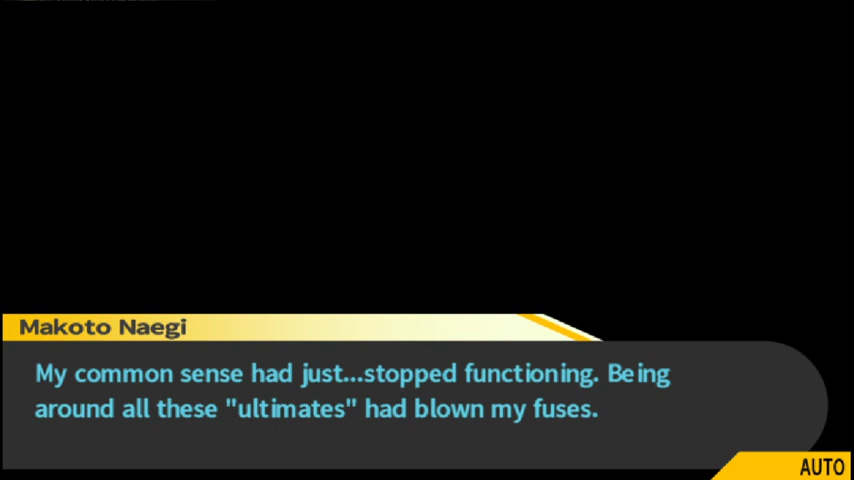 Makoto Naegi
My common sense had just...stopped functioning. Being
around all these "ultimates" had blown my fuses.
AUTO